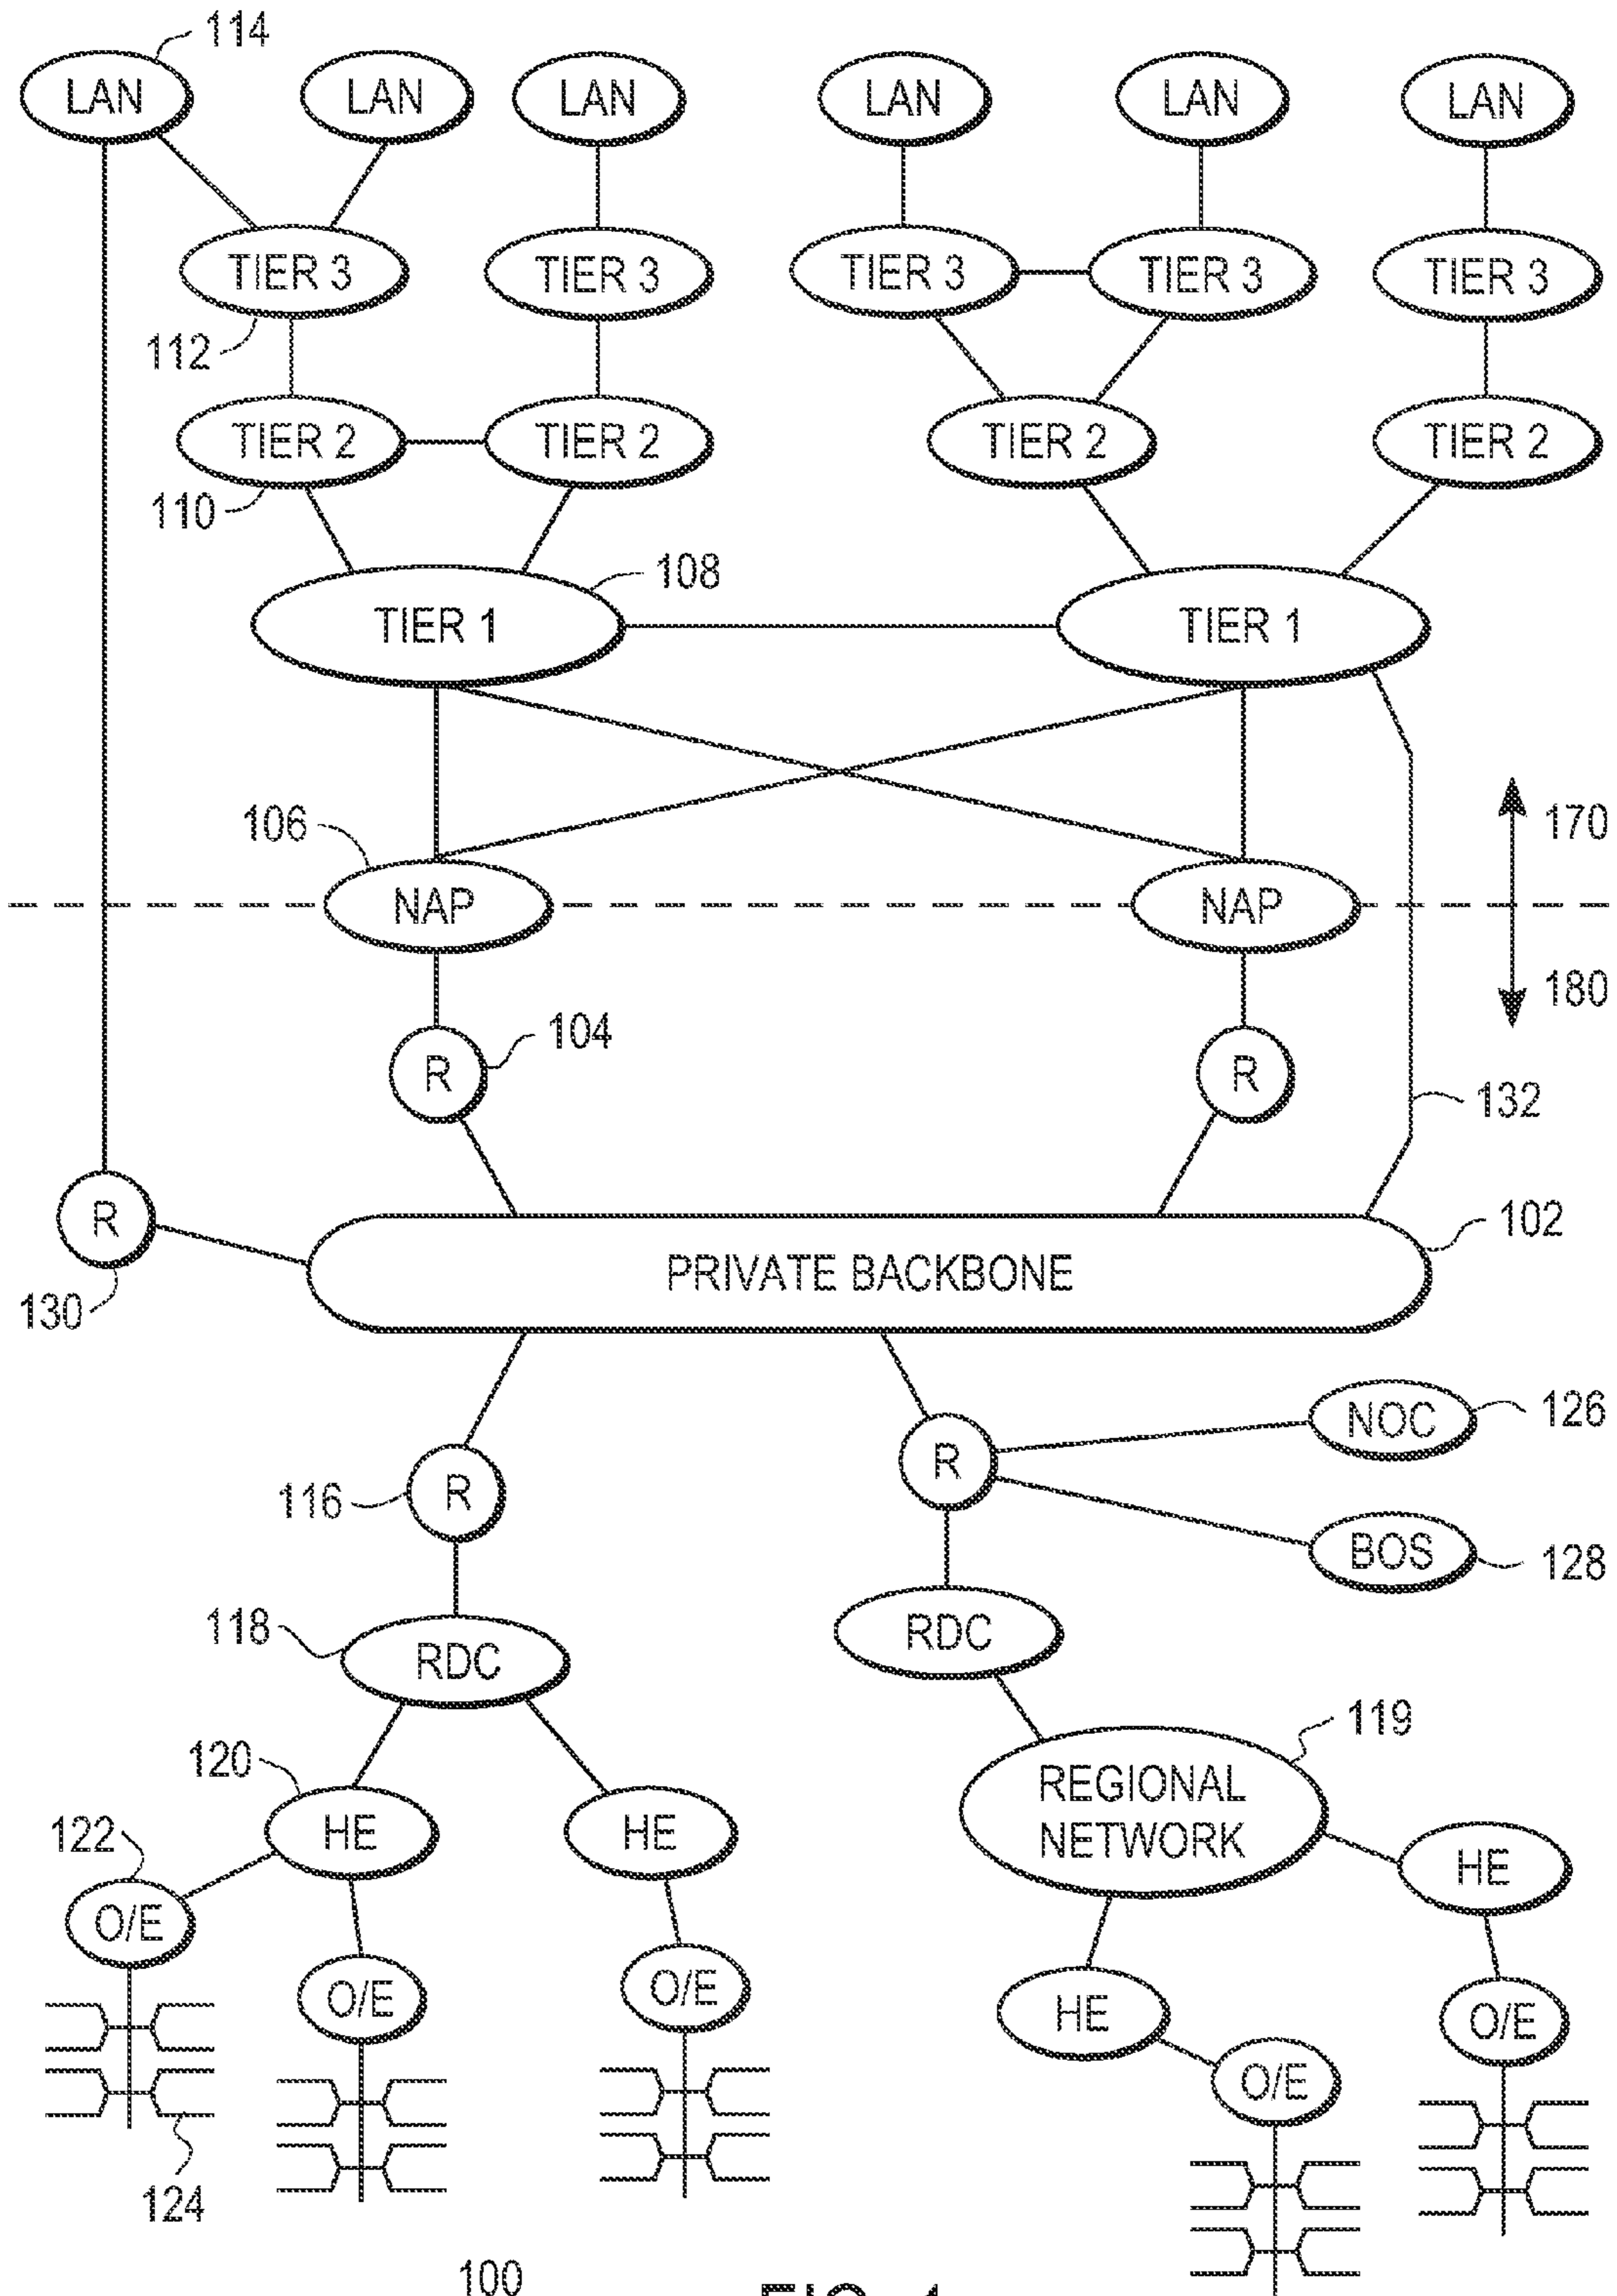 114
LAN LAN LAN LAN LAN LAN
TIER 3 TIER 3 TIER 3 TIER 3 TIER 3
112
TIER 2 TIER 2 TIER 2 TIER 2
110
108
TIER 1 TIER 1
106
170
NAP NAP
180
104
R R
132
R
102
PRIVATE BACKBONE
130
126
NOC
R
116
R
BOS
128
118
RDC
RDC
119
120
REGIONAL
NETWORK
122
HE HE
HE
O/E
O/E
O/E
HE
O/E
O/E
124
100
FIG. 1